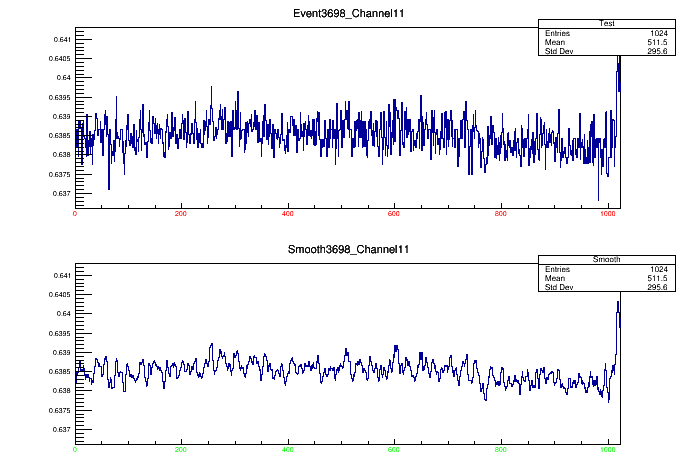 Event3698_Channel11
Test
Entries 1024
Mean 511.5
Std Dev 295.6
0.641
0.6405
0.64
0.6395
0.639
0.6385
0.638
0.6375
0.637
0 200 400 600 800 1000
Smooth3698_Channel11
Smooth
Entries 1024
Mean 511.5
Std Dev 295.6
0.641
0.6405
0.64
0.6395
0.639
0.6385
0.638
0.6375
0.637
0 200 400 600 800 1000